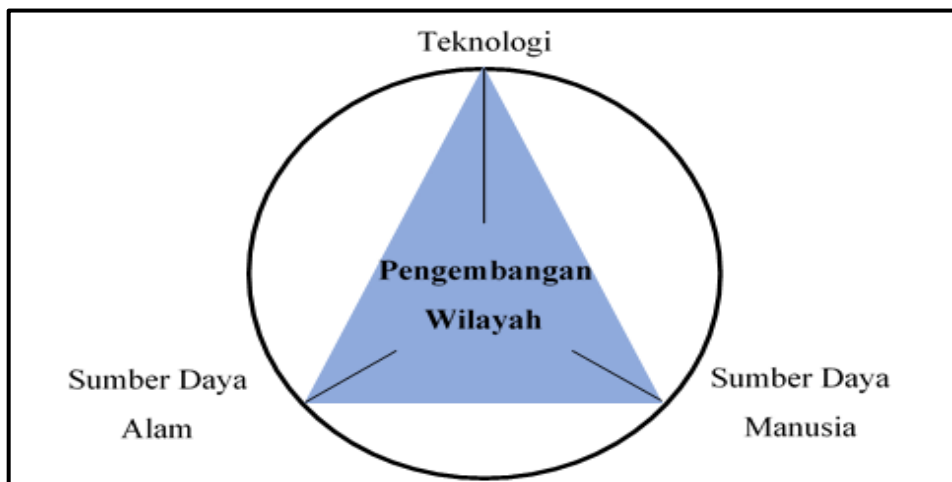 Teknologi
Pengembangan
Wilayah
Sumber Daya
Alam
Sumber Daya
Manusia